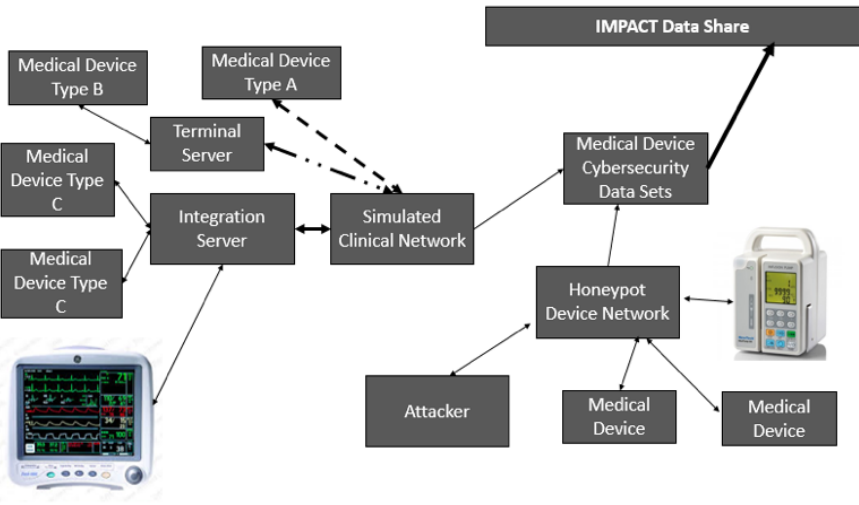 IMPACT Data Share
Medical Device
Type B
Medical Device
Type A
Terminal
Server
Medical Device
Cybersecurity
Data Sets
Medical
Device Type
C
Integration
Server
Simulated
Clinical Network
Medical
Device Type
C
Honeypot
Device Network
Attacker
Medical
Device
Medical
Device